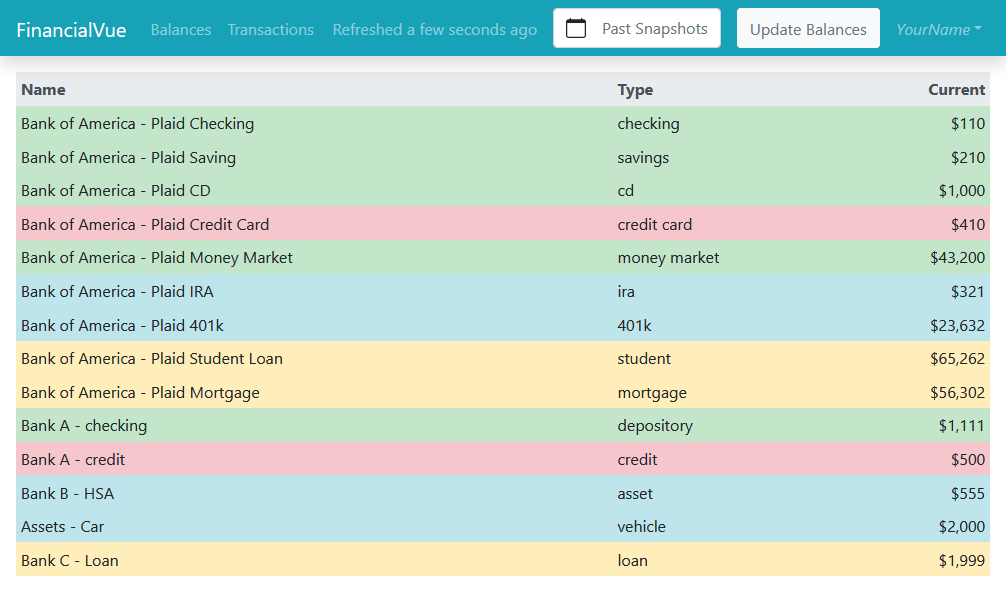 FinancialVue Balances Transactions Refreshed a few seconds ago Past Snapshots Update Balances YourName
Name Type Current
Bank of America - Plaid Checking checking $110
Bank of America - Plaid Saving savings $210
Bank of America - Plaid CD cd $1,000
Bank of America - Plaid Credit Card credit card $410
Bank of America - Plaid Money Market money market $43,200
Bank of America - Plaid IRA ira $321
Bank of America - Plaid 401k 401k $23,632
Bank of America - Plaid Student Loan student $65,262
Bank of America - Plaid Mortgage mortgage $56,302
Bank A - checking depository $1,111
Bank A - credit credit $500
Bank B - HSA asset $555
Assets - Car vehicle $2,000
Bank C - Loan loan $1,999